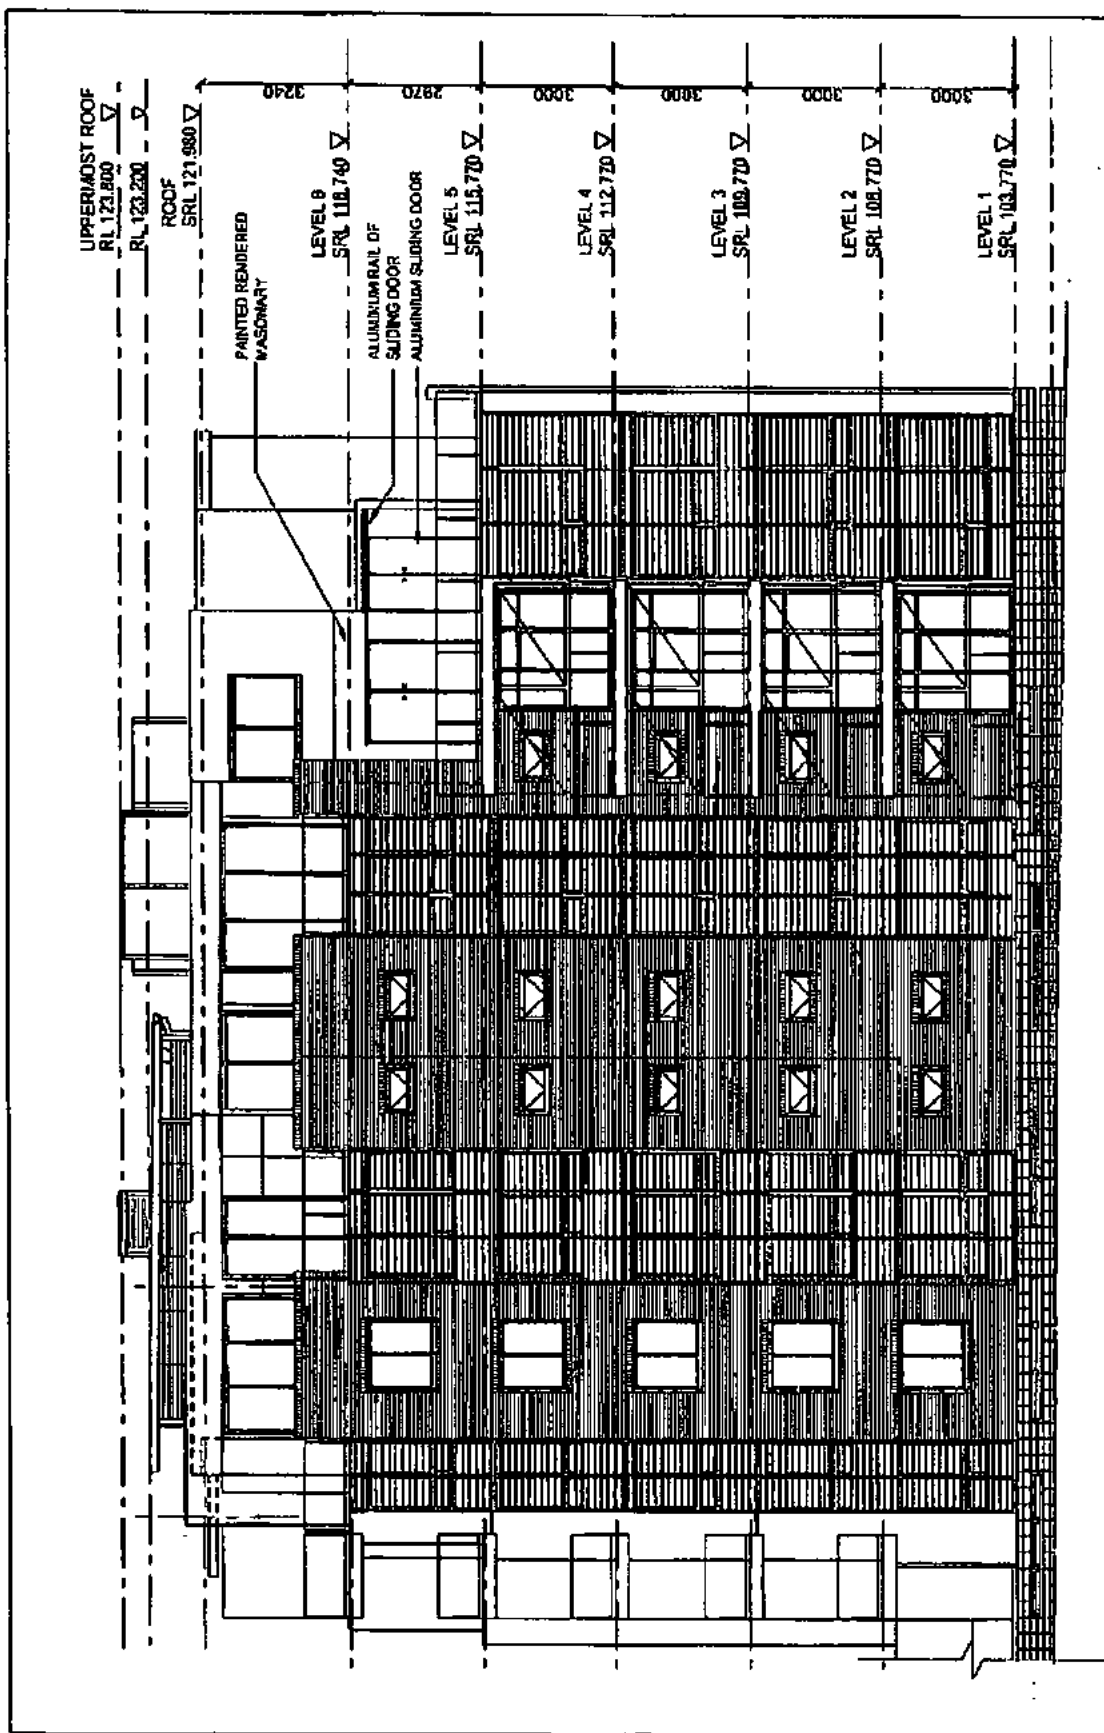 UPPERMOST ROOF
RL 123.800
RL 123.200
ROOF
SRL 121.980
3240
PAINTED RENDERED
MASONARY
LEVEL 6
SRL 118.740
2970
ALUMINIUM RAIL OF
SLIDING DOOR
ALUMINIUM SLIDING DOOR
LEVEL 5
SRL 115.770
3000
LEVEL 4
SRL 112.770
3000
LEVEL 3
SRL 109.770
3000
LEVEL 2
SRL 106.770
3000
LEVEL 1
SRL 103.770